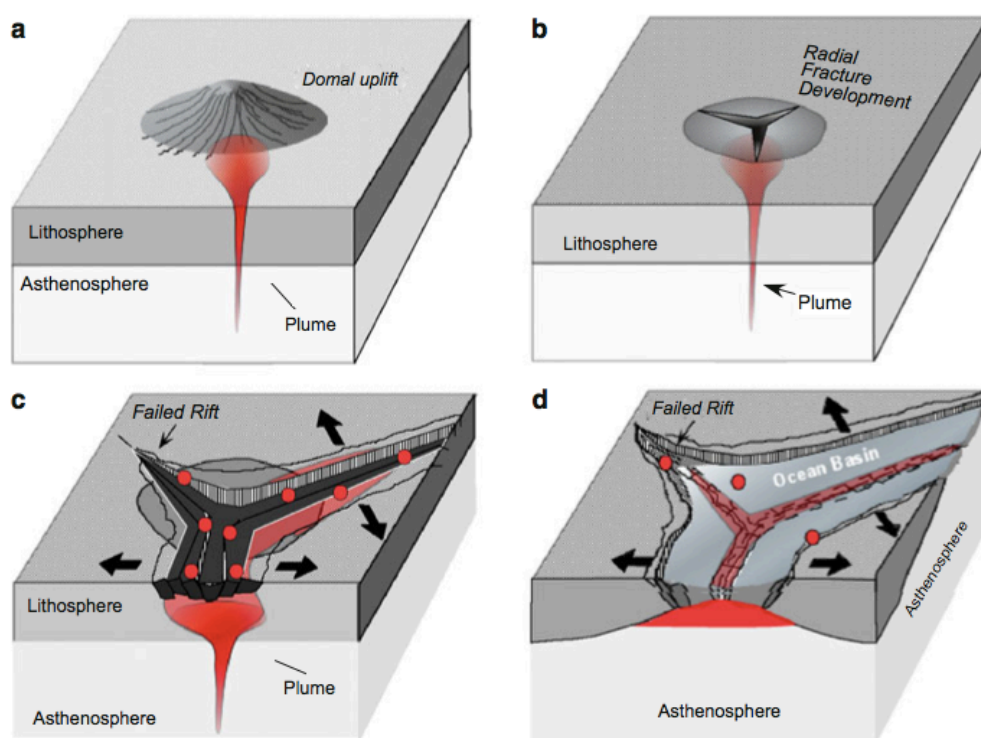 a
Domal uplift
Lithosphere
Asthenosphere
Plume
b
Radial
Fracture
Development
Lithosphere
Plume
c
Failed Rift
Lithosphere
Plume
Asthenosphere
d
Failed Rift
Ocean Basin
Asthenosphere
Asthenosphere